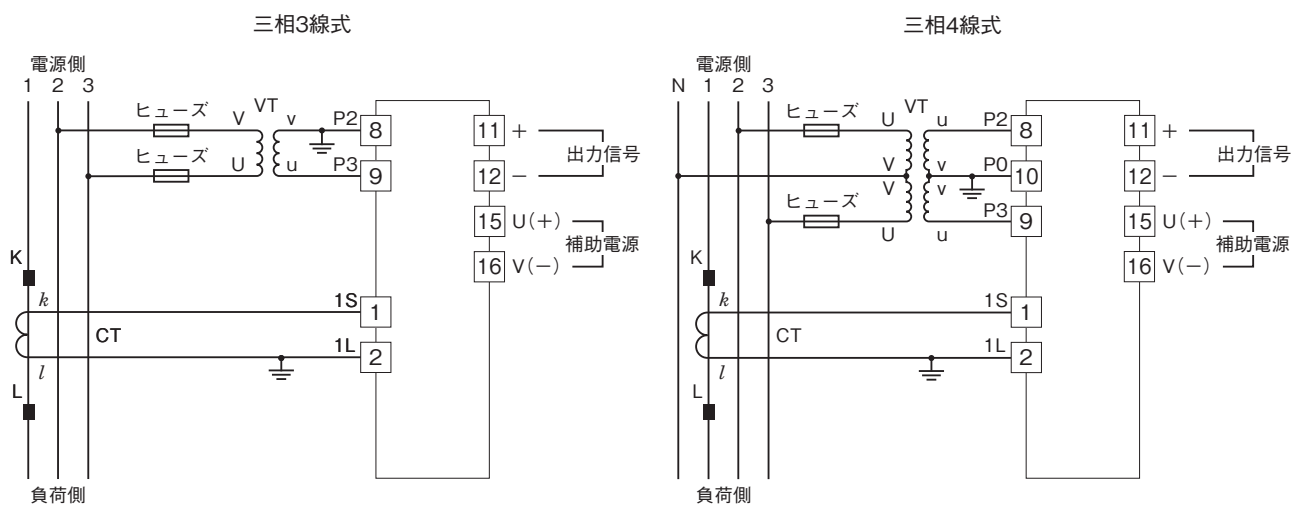 三相3線式
電源側
1 2 3
ヒューズ
V
VT
v
P2
8
ヒューズ
U
u
P3
9
11 +
出力信号
12 −
15 U(+)
補助電源
16 V(−)
K
k
1S
1
CT
1L
2
l
L
負荷側
三相4線式
電源側
N 1 2 3
ヒューズ
U
VT
u
P2
8
V
v
P0
10
V
v
ヒューズ
U
u
P3
9
11 +
出力信号
12 −
15 U(+)
補助電源
16 V(−)
K
k
1S
1
CT
1L
2
l
L
負荷側